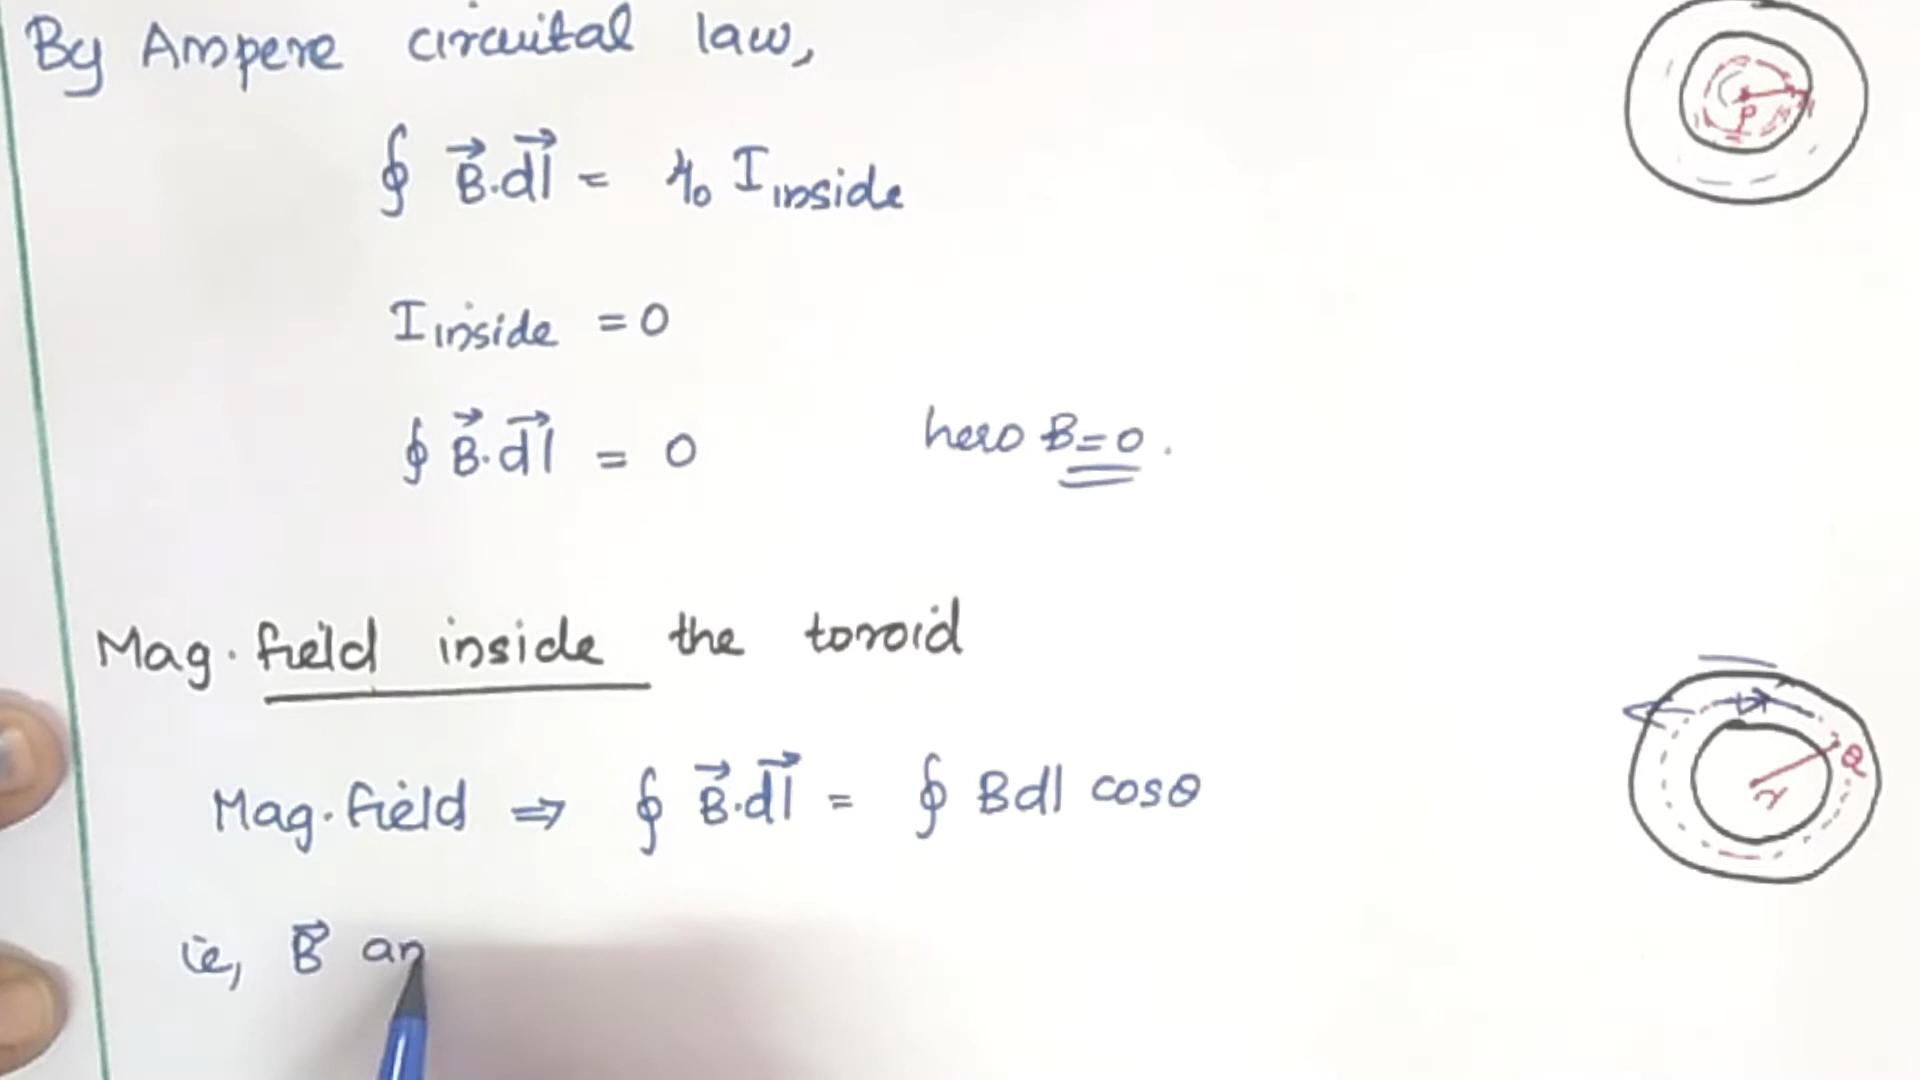 By Ampere circuital law,
∮ B⃗.dl⃗ = μ₀ I inside
P
I inside = 0
∮ B⃗.dl⃗ = 0 here B=0.
Mag. field inside the toroid
Mag. field ⇒ ∮ B⃗.dl⃗ = ∮ Bdl cosθ
Q
r
ie, B⃗ an